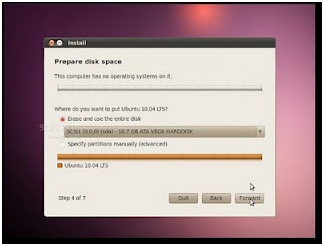 Install
Prepare disk space
This computer has no operating systems on it.
Where do you want to put Ubuntu 10.04 LTS?
Erase and use the entire disk
SCSI1 (0,0,0) (sda) - 10.7 GB ATA VBOX HARDDISK
Specify partitions manually (advanced)
Ubuntu 10.04 LTS
Step 4 of 7
Quit
Back
Forward